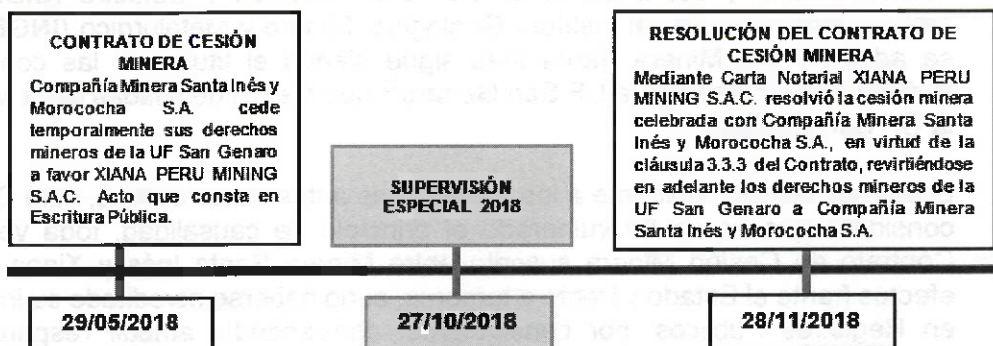 CONTRATO DE CESIÓN
MINERA
Compañía Minera Santa Inés y
Morococha S.A. cede
temporalmente sus derechos
mineros de la UF San Genaro
a favor XIANA PERU MINING
S.A.C. Acto que consta en
Escritura Pública.
29/05/2018
SUPERVISIÓN
ESPECIAL 2018
27/10/2018
RESOLUCIÓN DEL CONTRATO DE
CESIÓN MINERA
Mediante Carta Notarial XIANA PERU
MINING S.A.C. resolvió la cesión minera
celebrada con Compañía Minera Santa
Inés y Morococha S.A., en virtud de la
cláusula 3.3.3 del Contrato, revirtiéndose
en adelante los derechos mineros de la
UF San Genaro a Compañía Minera
Santa Inés y Morococha S.A.
28/11/2018